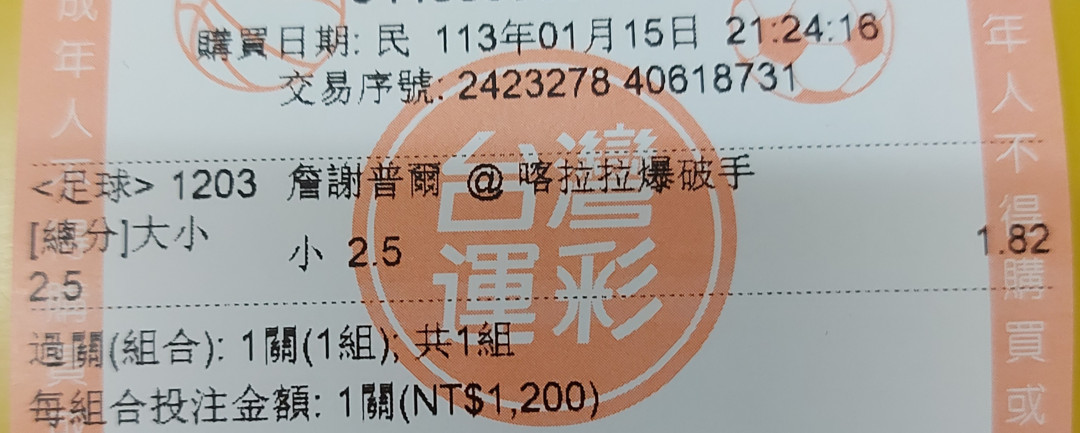 購買日期: 民 113年01月15日 21:24:16
交易序號: 2423278 40618731
<足球> 1203 詹謝普爾 @ 喀拉拉爆破手
[總分]大小 小 2.5 1.82
2.5
過關(組合): 1關(1組); 共1組
每組合投注金額: 1關(NT$1,200)
台灣
運彩
成年人
年人不得購買或